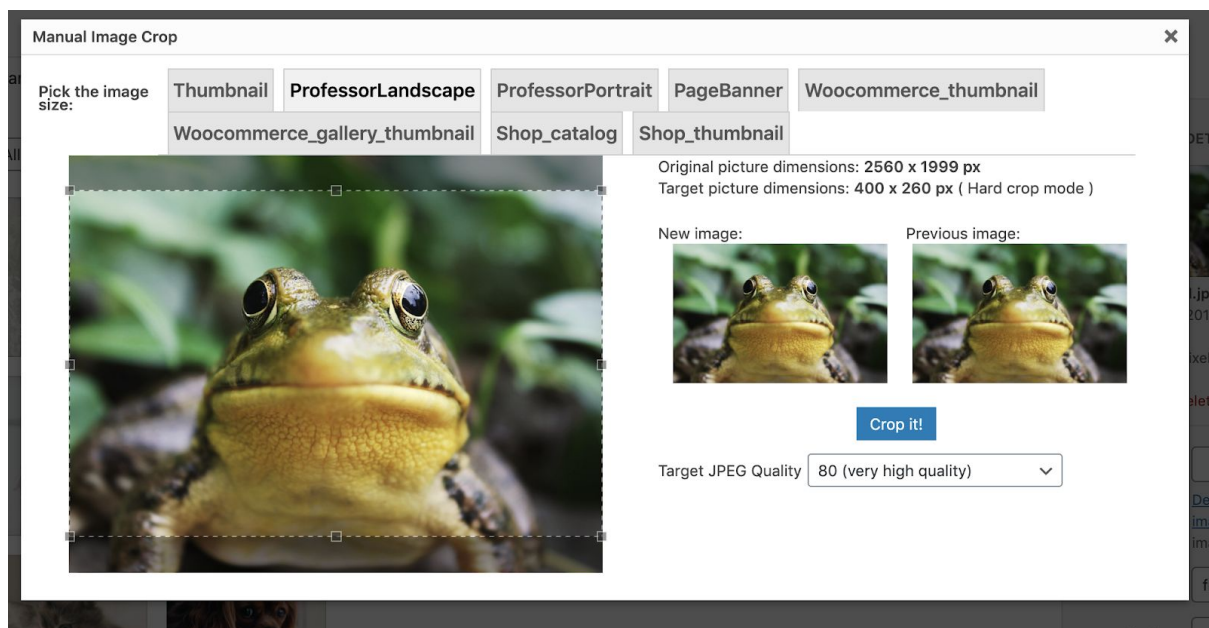 Manual Image Crop
Pick the image size:
Thumbnail ProfessorLandscape ProfessorPortrait PageBanner Woocommerce_thumbnail
Woocommerce_gallery_thumbnail Shop_catalog Shop_thumbnail
Original picture dimensions: 2560 x 1999 px
Target picture dimensions: 400 x 260 px ( Hard crop mode )
New image: Previous image:
Crop it!
Target JPEG Quality 80 (very high quality)